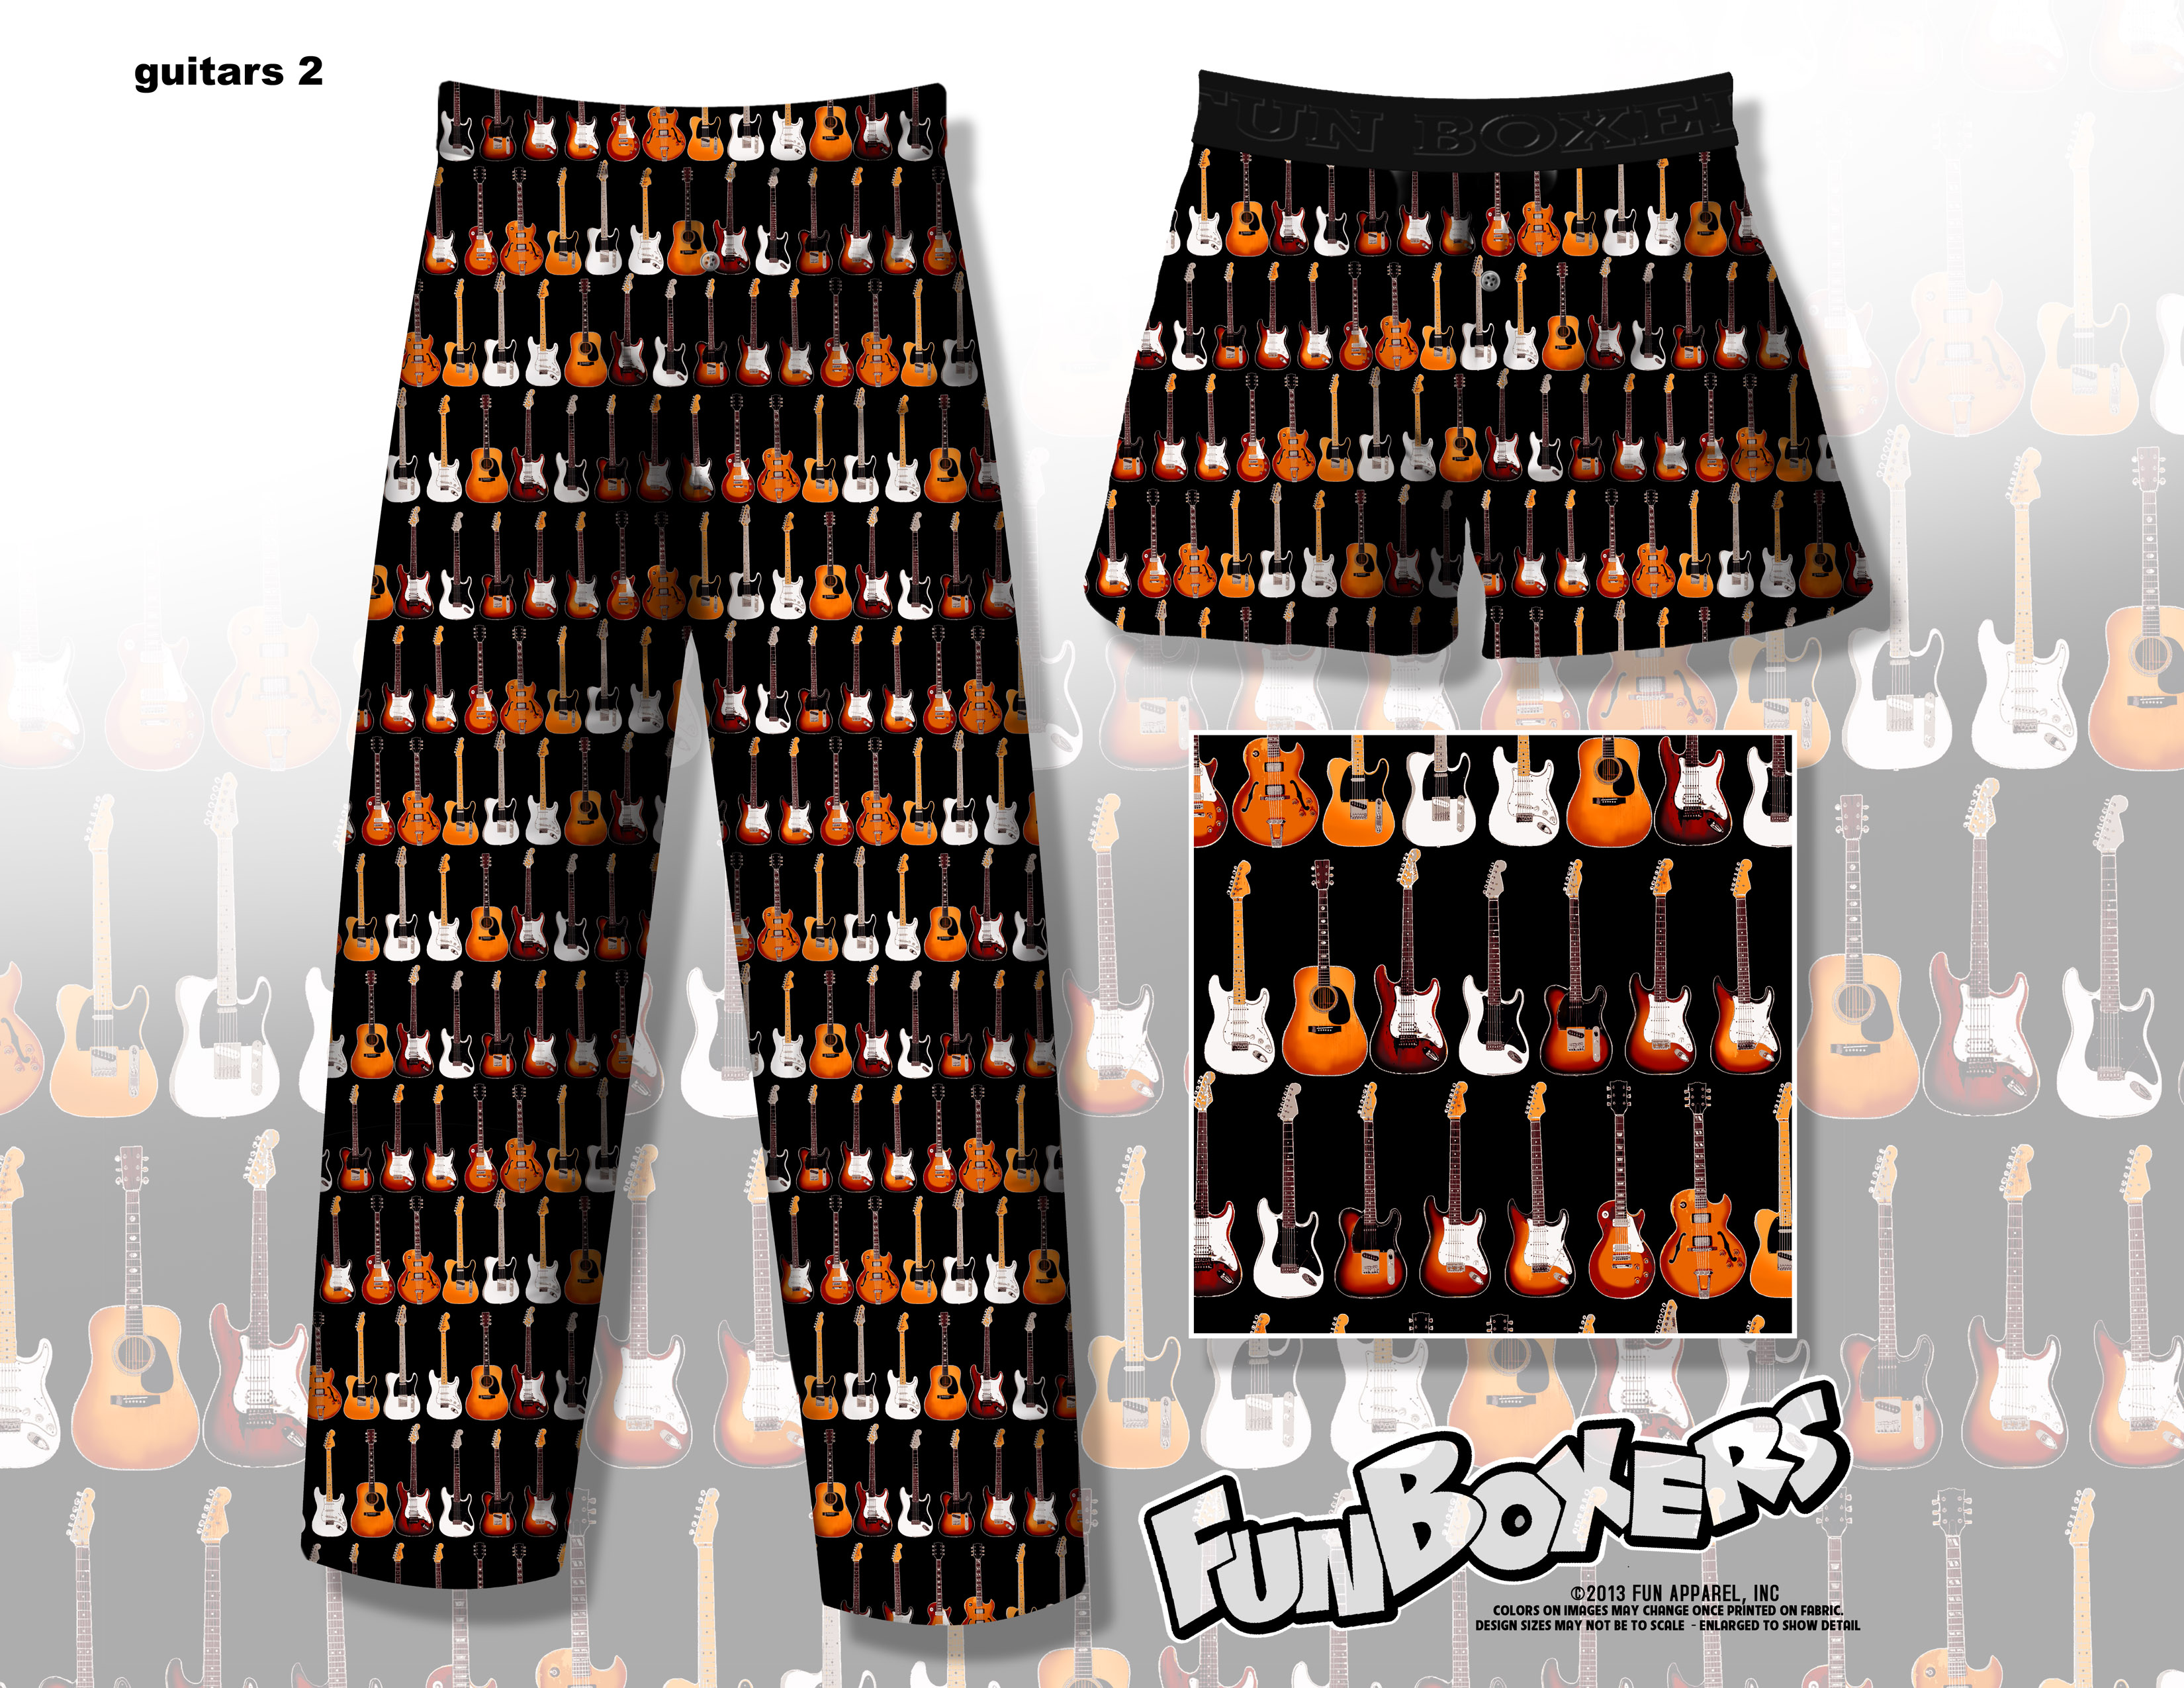 guitars 2
FUN BOXER
FUNBOXERS
©2013 FUN APPAREL, INC
COLORS ON IMAGES MAY CHANGE ONCE PRINTED ON FABRIC.
DESIGN SIZES MAY NOT BE TO SCALE - ENLARGED TO SHOW DETAIL